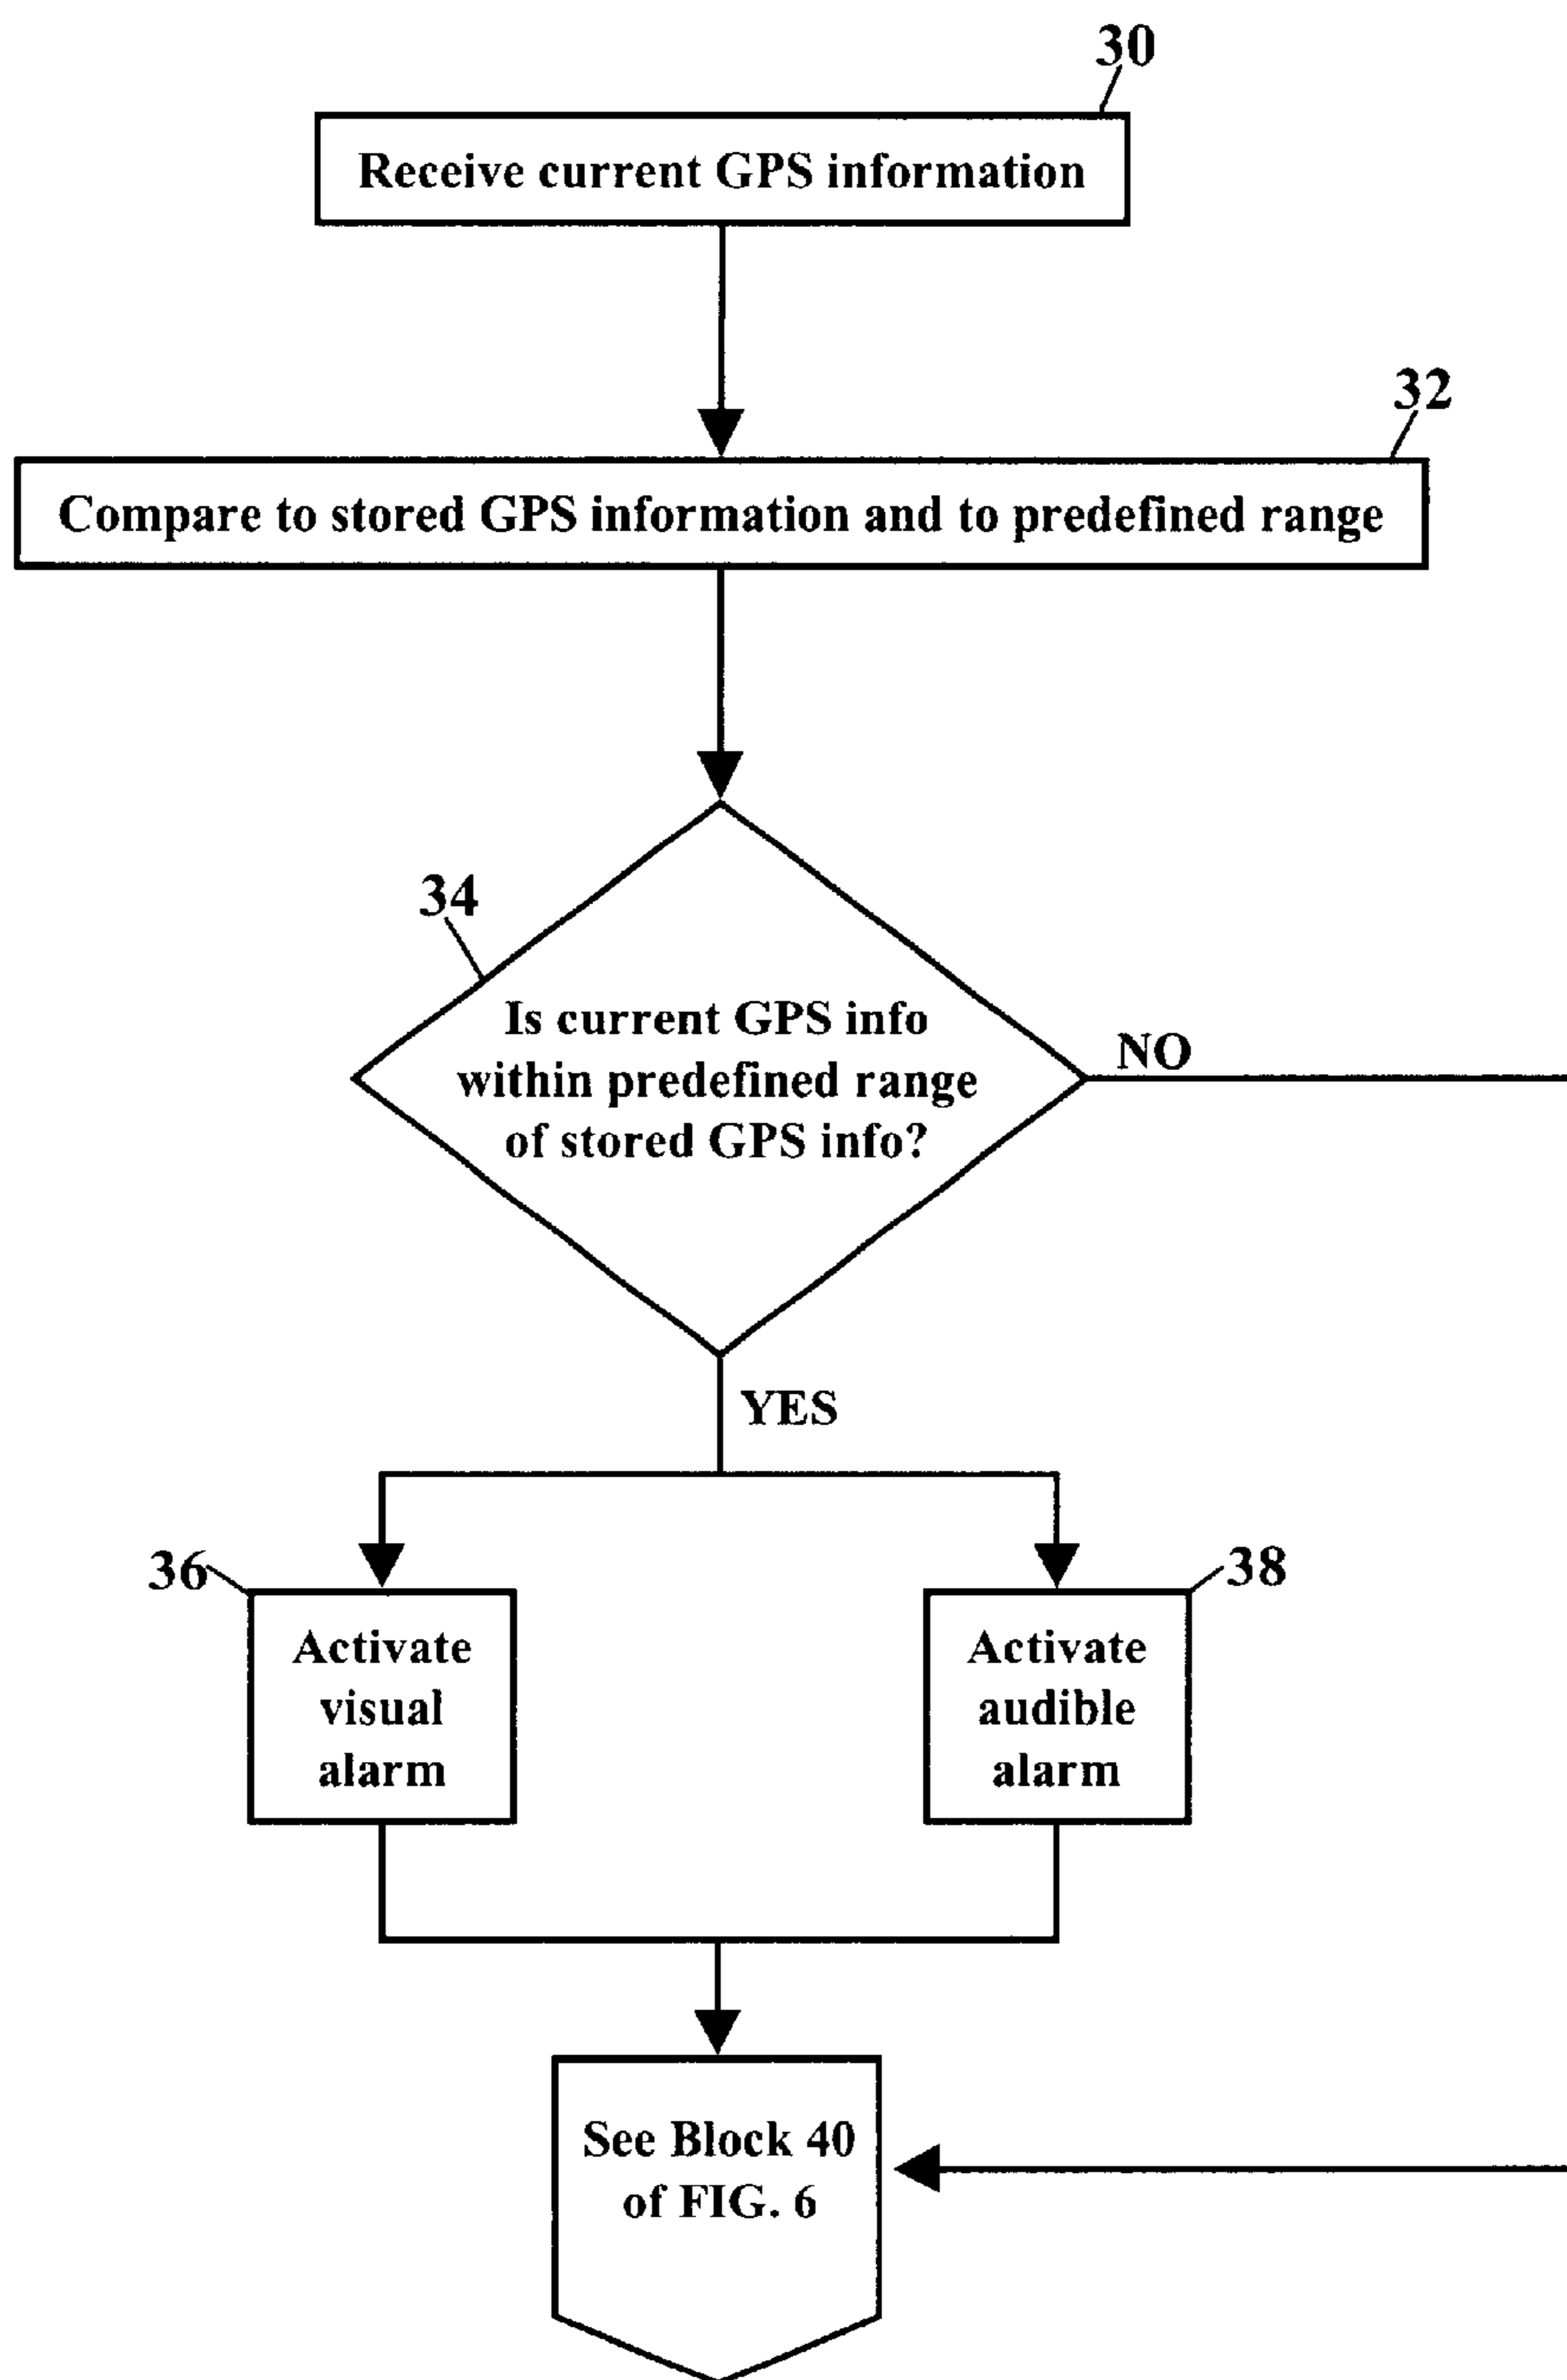 30
Receive current GPS information
32
Compare to stored GPS information and to predefined range
34
Is current GPS info
within predefined range
of stored GPS info?
NO
YES
36
Activate
visual
alarm
38
Activate
audible
alarm
See Block 40
of FIG. 6